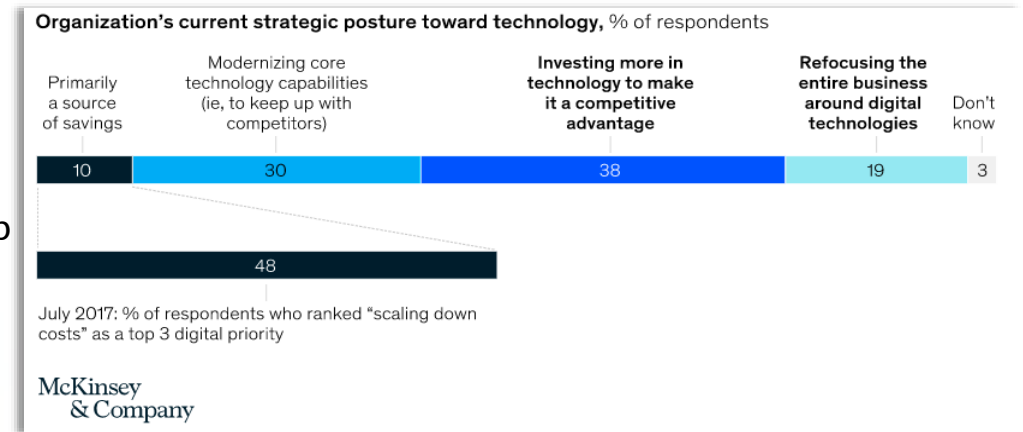 Organization's current strategic posture toward technology, % of respondents
Primarily
a source
of savings
Modernizing core
technology capabilities
(ie, to keep up with
competitors)
Investing more in
technology to make
it a competitive
advantage
Refocusing the
entire business
around digital
technologies
Don't
know
10 30 38 19 3
48
July 2017: % of respondents who ranked “scaling down
costs” as a top 3 digital priority
McKinsey
& Company